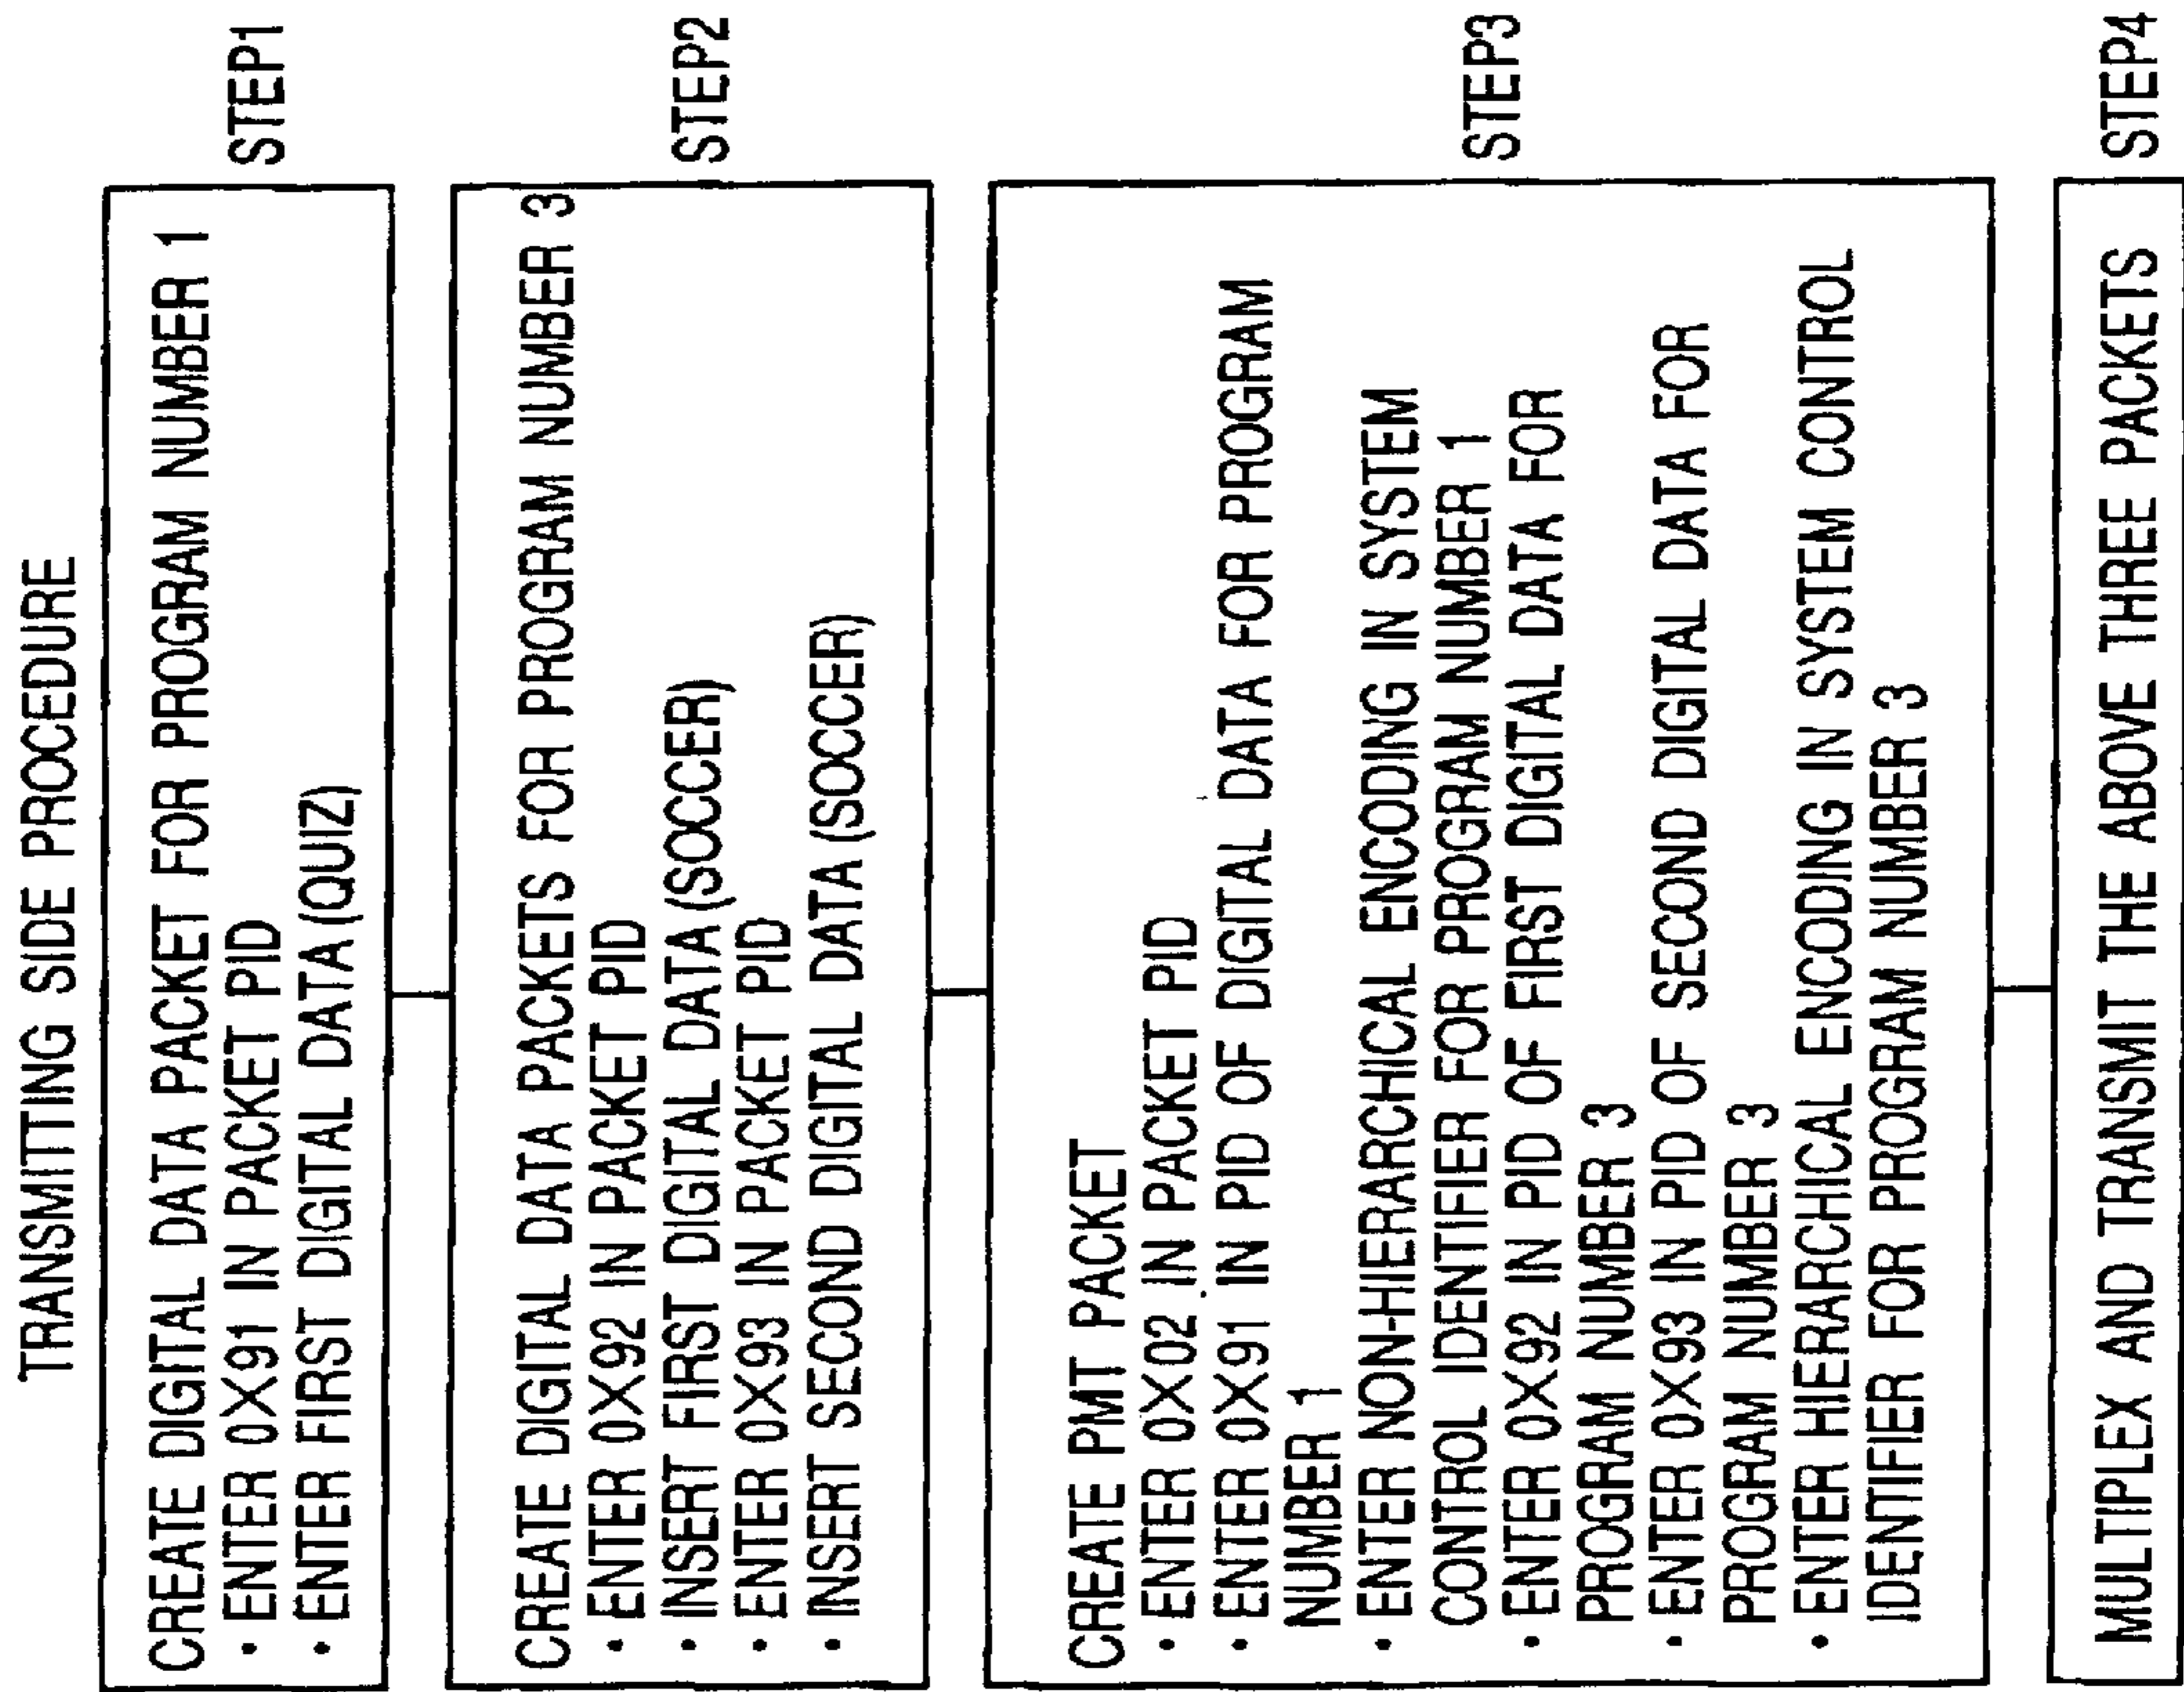 TRANSMITTING SIDE PROCEDURE
CREATE DIGITAL DATA PACKET FOR PROGRAM NUMBER 1
• ENTER 0X91 IN PACKET PID
• ENTER FIRST DIGITAL DATA (QUIZ)
STEP1
CREATE DIGITAL DATA PACKETS FOR PROGRAM NUMBER 3
• ENTER 0X92 IN PACKET PID
• INSERT FIRST DIGITAL DATA (SOCCER)
• ENTER 0X93 IN PACKET PID
• INSERT SECOND DIGITAL DATA (SOCCER)
STEP2
CREATE PMT PACKET
• ENTER 0X02 IN PACKET PID
• ENTER 0X91 IN PID OF DIGITAL DATA FOR PROGRAM
NUMBER 1
• ENTER NON-HIERARCHICAL ENCODING IN SYSTEM
CONTROL IDENTIFIER FOR PROGRAM NUMBER 1
• ENTER 0X92 IN PID OF FIRST DIGITAL DATA FOR
PROGRAM NUMBER 3
• ENTER 0X93 IN PID OF SECOND DIGITAL DATA FOR
PROGRAM NUMBER 3
• ENTER HIERARCHICAL ENCODING IN SYSTEM CONTROL
IDENTIFIER FOR PROGRAM NUMBER 3
STEP3
MULTIPLEX AND TRANSMIT THE ABOVE THREE PACKETS
STEP4